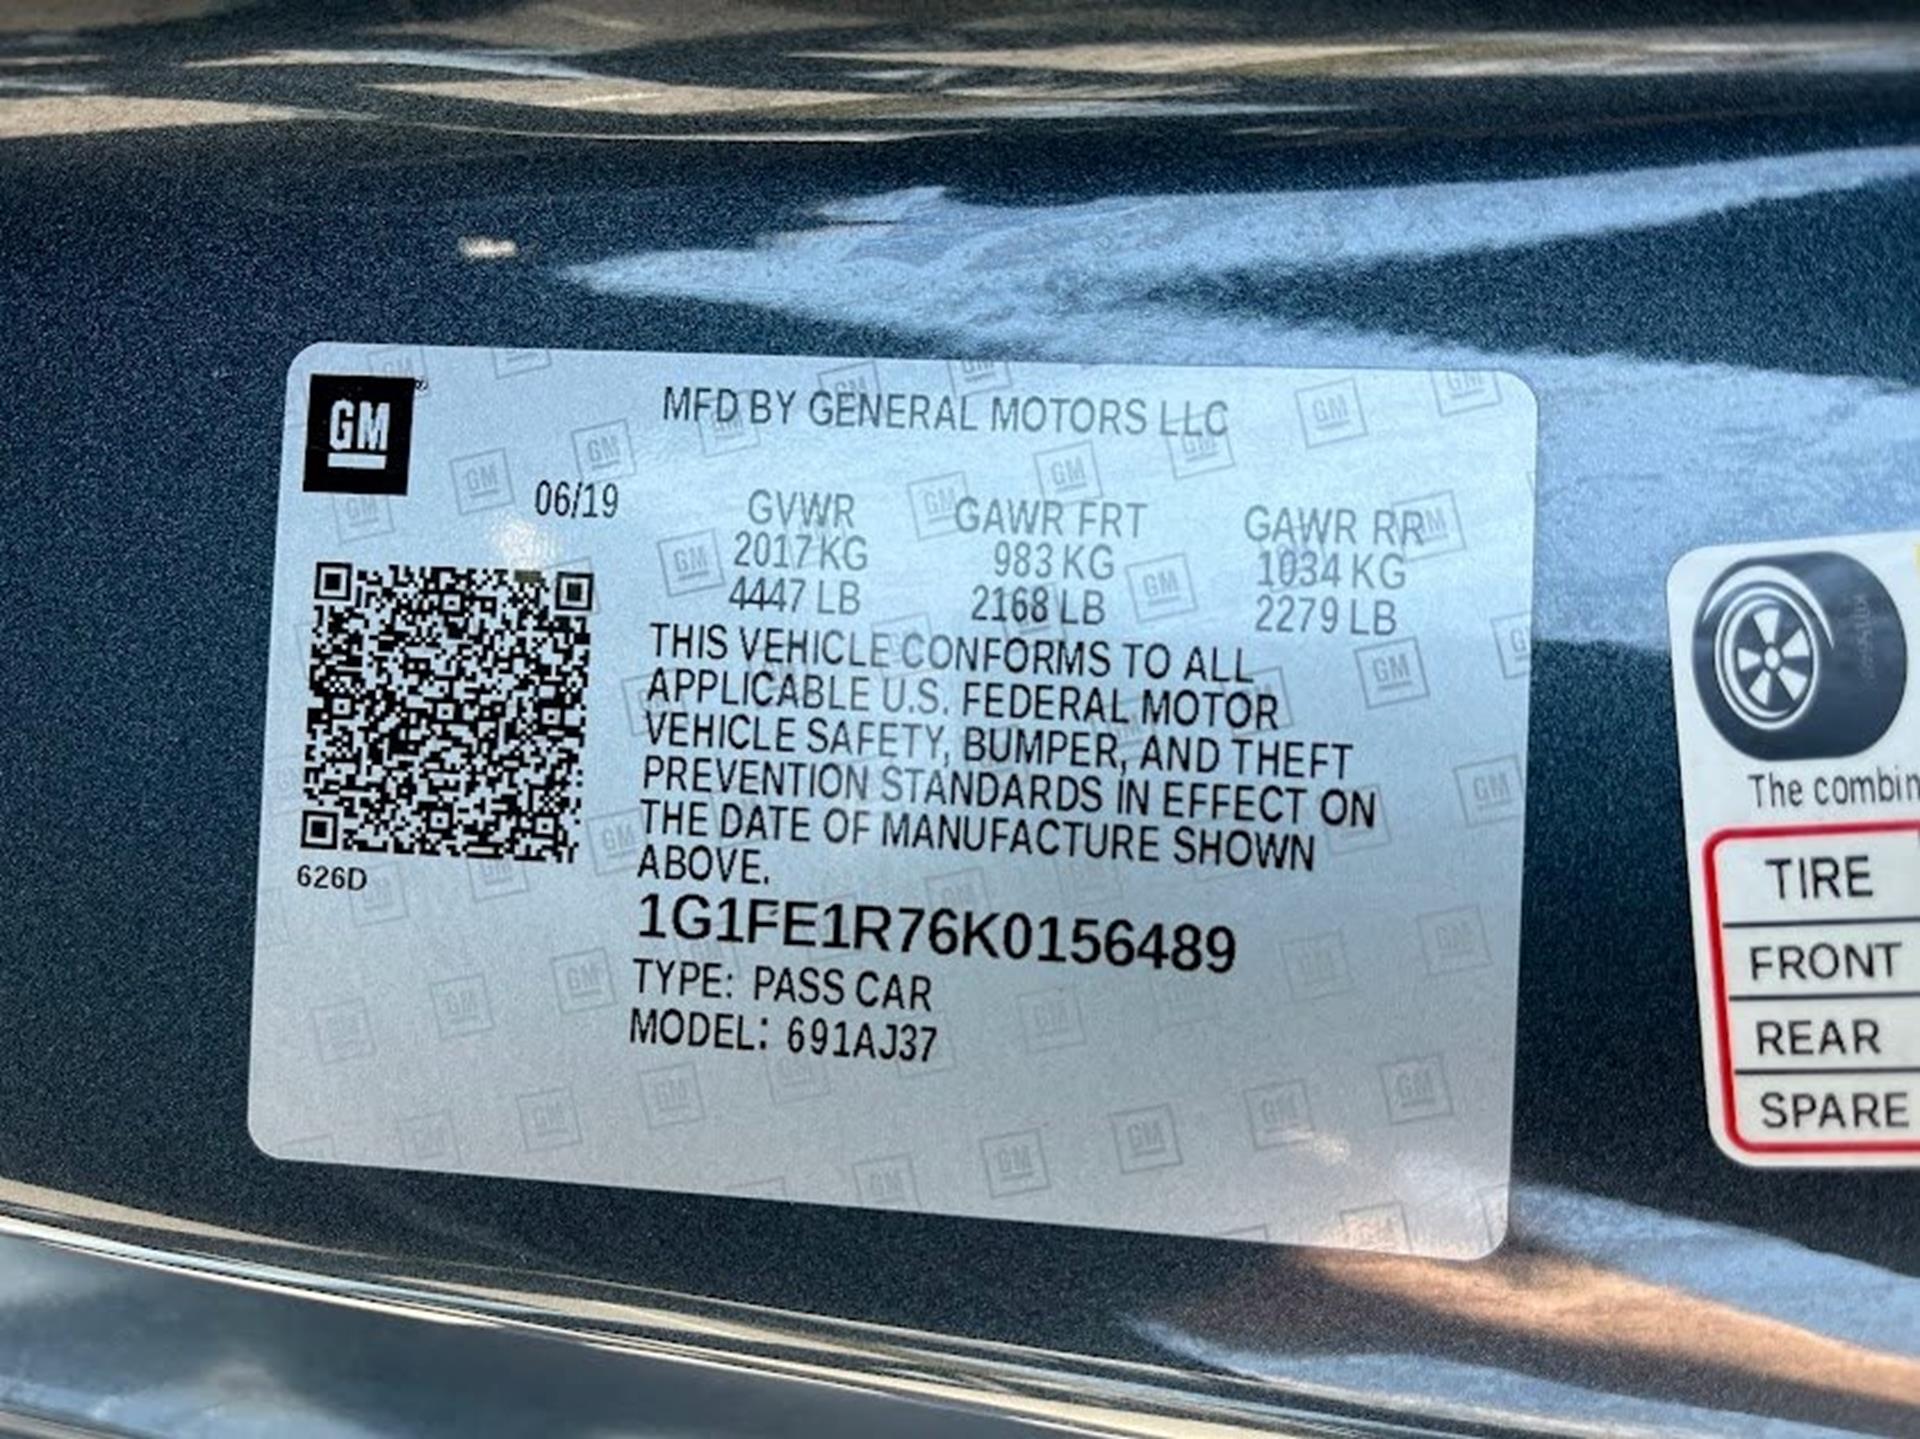 GM
MFD BY GENERAL MOTORS LLC
06/19
GVWR GAWR FRT GAWR RR
2017 KG 983 KG 1034 KG
4447 LB 2168 LB 2279 LB
THIS VEHICLE CONFORMS TO ALL
APPLICABLE U.S. FEDERAL MOTOR
VEHICLE SAFETY, BUMPER, AND THEFT
PREVENTION STANDARDS IN EFFECT ON
THE DATE OF MANUFACTURE SHOWN
ABOVE.
626D
1G1FE1R76K0156489
TYPE: PASS CAR
MODEL: 691AJ37
The combin
TIRE
FRONT
REAR
SPARE